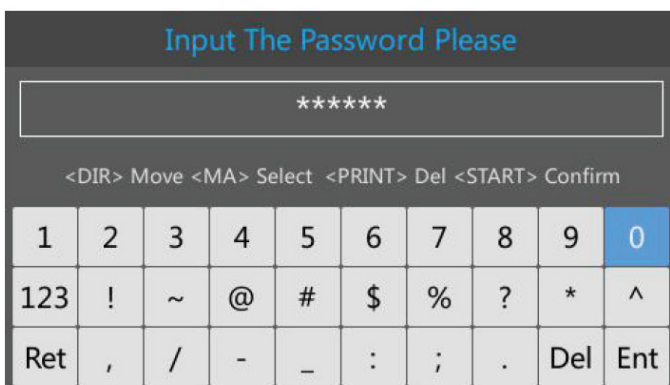 Input The Password Please
******
<DIR> Move <MA> Select <PRINT> Del <START> Confirm
1 2 3 4 5 6 7 8 9 0
123 ! ~ @ # $ % ? * ^
Ret , / - _ : ; . Del Ent